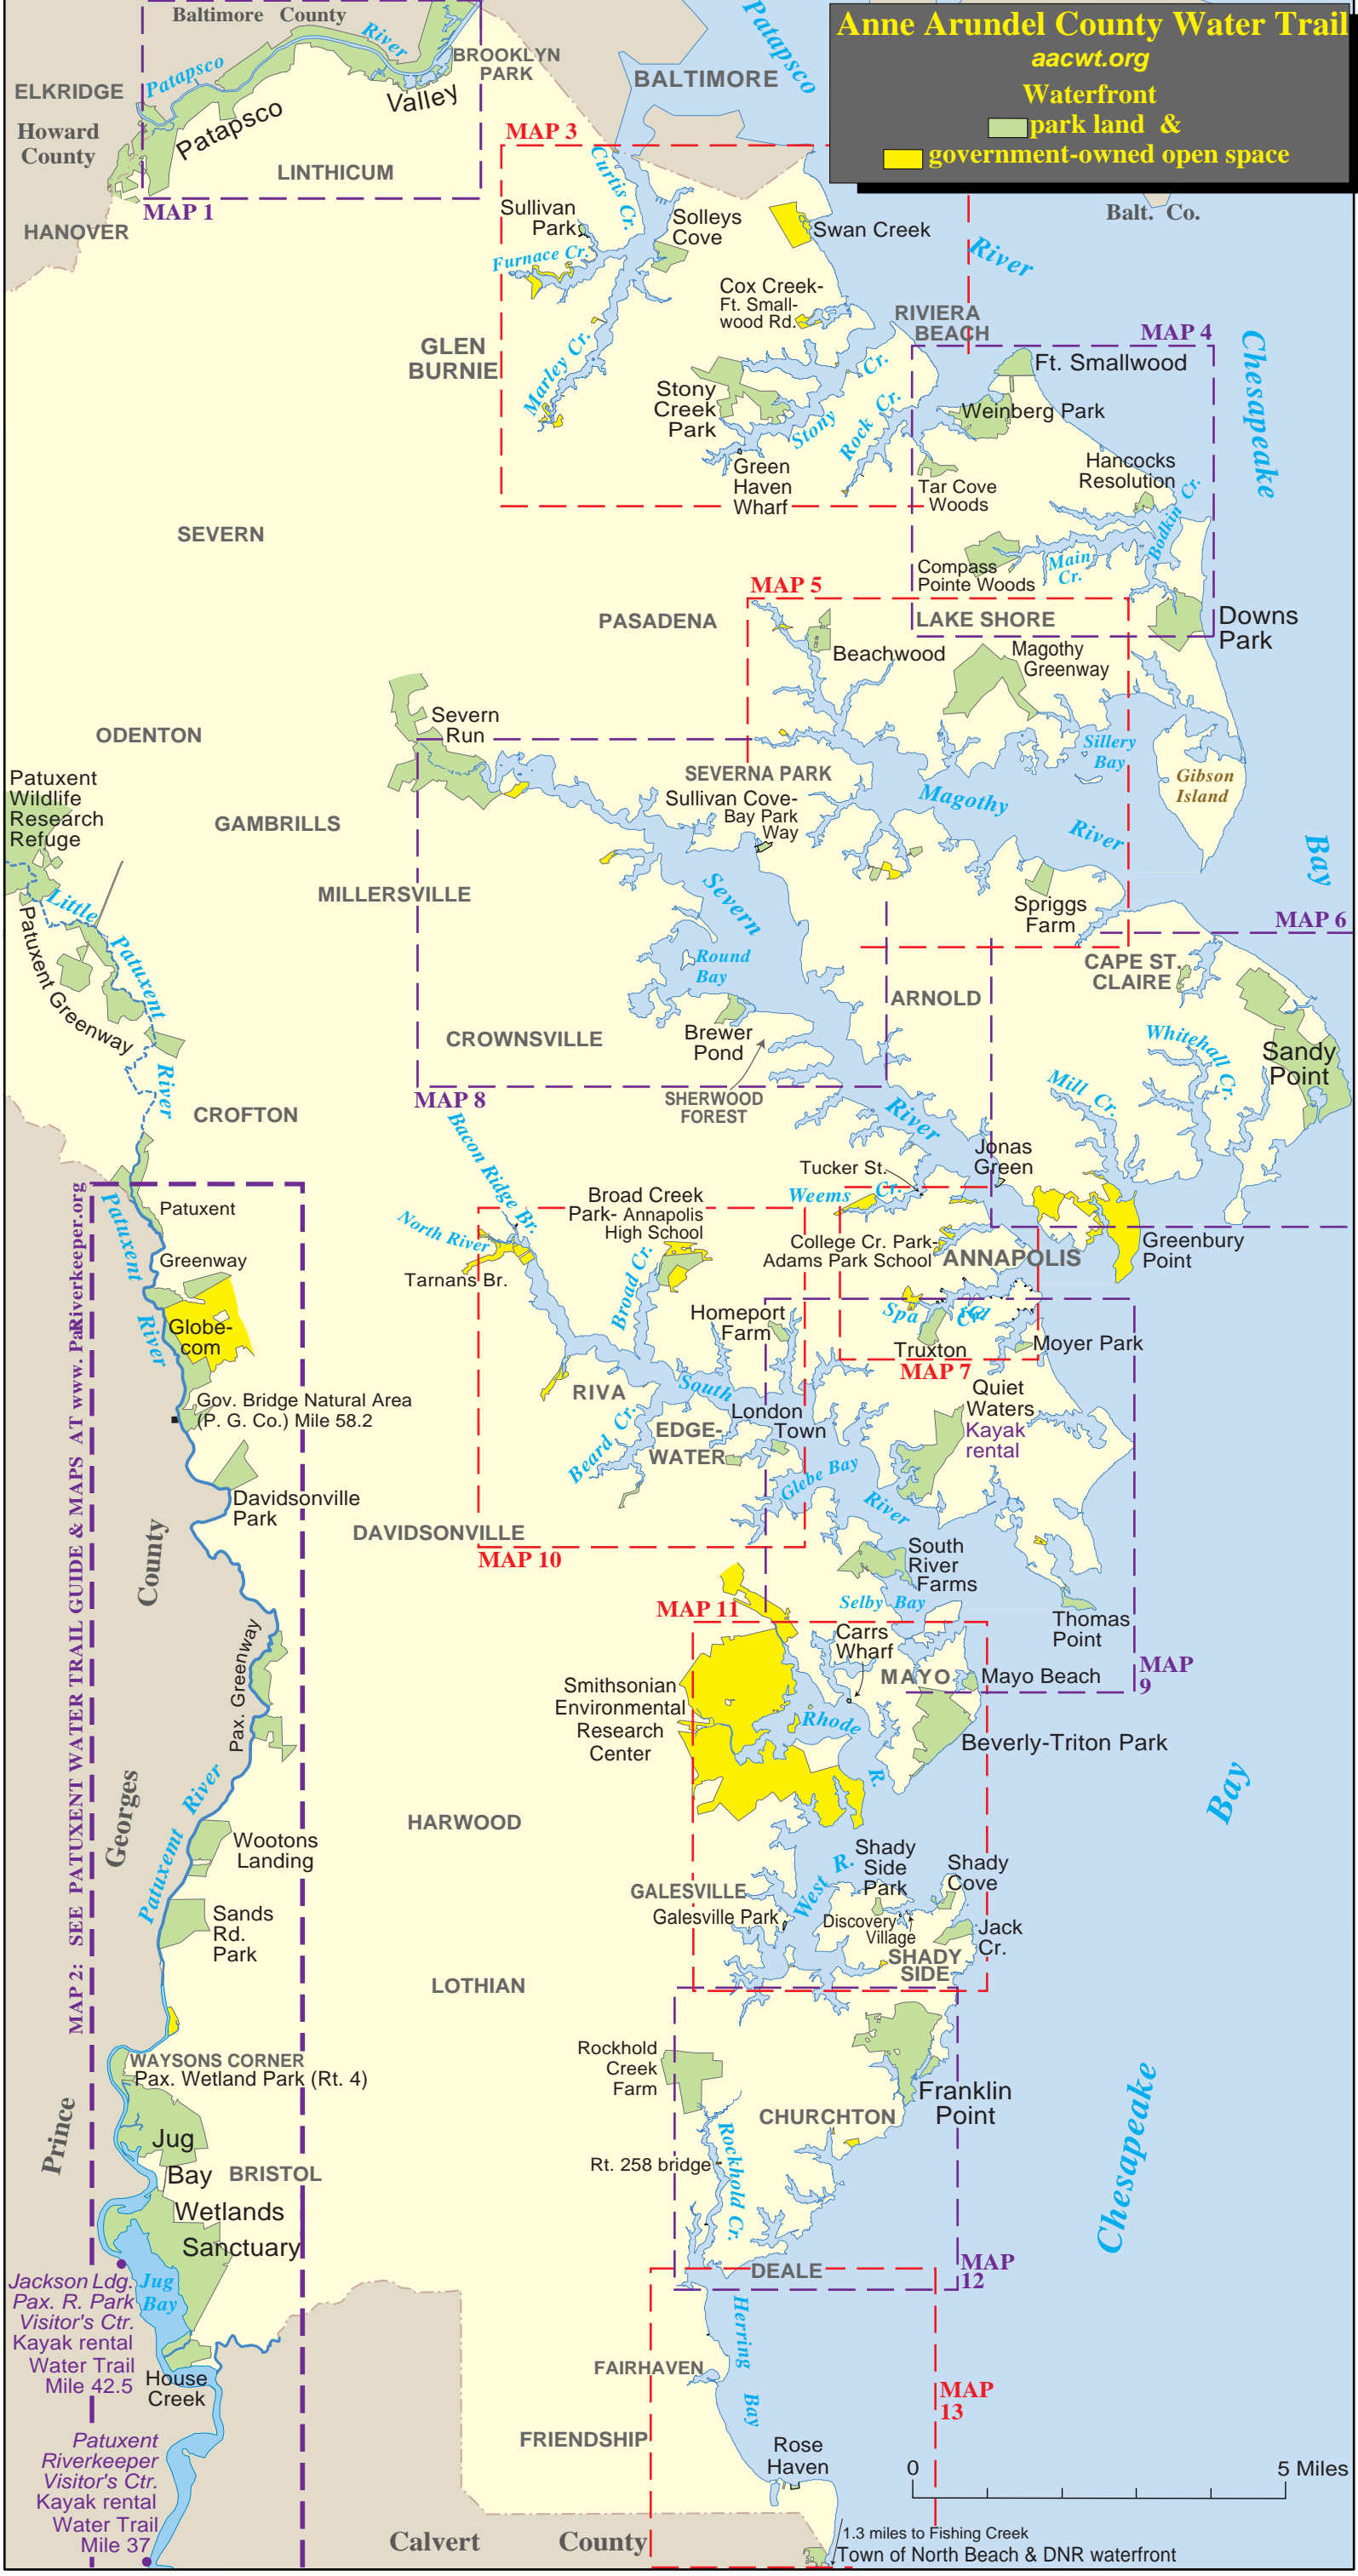 Anne Arundel County Water Trail
aacwt.org
Waterfront
park land &
government-owned open space
Baltimore County
Patapsco River
BROOKLYN
PARK
ELKRIDGE
Howard
County
Patapsco Valley
LINTHICUM
MAP 1
HANOVER
BALTIMORE
Patapsco
River
Balt. Co.
MAP 3
Curtis Cr.
Sullivan
Park
Solleys
Cove
Swan Creek
Furnace Cr.
Cox Creek-
Ft. Small-
wood Rd.
RIVIERA
BEACH
MAP 4
Chesapeake
GLEN
BURNIE
Marley Cr.
Ft. Smallwood
Stony
Creek
Park
Stony Cr.
Rock Cr.
Weinberg Park
Green
Haven
Wharf
Tar Cove
Woods
Hancocks
Resolution
Bodkin Cr.
SEVERN
Main
Cr.
Compass
Pointe Woods
MAP 5
PASADENA
LAKE SHORE
Downs
Park
Beachwood
Magothy
Greenway
Severn
Run
ODENTON
Sillery
Bay
SEVERNA PARK
Gibson
Island
Patuxent
Wildlife
Research
Refuge
Sullivan Cove-
Bay Park
Way
Magothy
River
GAMBRILLS
Bay
MILLERSVILLE
Little
Patuxent
River
Patuxent Greenway
Severn
Spriggs
Farm
MAP 6
Round
Bay
CAPE ST.
CLAIRE
ARNOLD
CROWNSVILLE
Brewer
Pond
Whitehall Cr.
Sandy
Point
MAP 8
SHERWOOD
FOREST
Mill Cr.
River
CROFTON
Bacon Ridge Br.
Jonas
Green
Tucker St.
Weems Cr.
Patuxent
Patuxent
River
Broad Creek
Park- Annapolis
High School
North River
Tarnans Br.
Broad Cr.
College Cr. Park-
Adams Park School
ANNAPOLIS
Greenbury
Point
Greenway
Globe-
com
Homeport
Farm
Spa Cr.
Truxton
Moyer Park
MAP 7
Gov. Bridge Natural Area
(P. G. Co.) Mile 58.2
RIVA
South
Quiet
Waters
Kayak
rental
London
Town
EDGE-
WATER
Beard Cr.
Glebe Bay
River
Davidsonville
Park
DAVIDSONVILLE
MAP 10
South
River
Farms
Selby Bay
Thomas
Point
MAP 11
Carrs
Wharf
MAYO
Mayo Beach
MAP
9
Pax. Greenway
Smithsonian
Environmental
Research
Center
Rhode
R.
Beverly-Triton Park
Bay
HARWOOD
Wootons
Landing
Patuxemt River
West R.
Shady
Side
Park
Shady
Cove
GALESVILLE
Galesville Park
Discovery
Village
Jack
Cr.
SHADY
SIDE
Sands
Rd.
Park
LOTHIAN
WAYSONS CORNER
Pax. Wetland Park (Rt. 4)
Rockhold
Creek
Farm
Franklin
Point
CHURCHTON
Rockhold Cr.
Rt. 258 bridge
Chesapeake
Jug
Bay
Wetlands
Sanctuary
BRISTOL
DEALE
MAP
12
Jackson Ldg.
Pax. R. Park
Visitor's Ctr.
Kayak rental
Water Trail
Mile 42.5
Jug
Bay
Herring
Bay
FAIRHAVEN
MAP
13
House
Creek
FRIENDSHIP
Patuxent
Riverkeeper
Visitor's Ctr.
Kayak rental
Water Trail
Mile 37
Rose
Haven
0 5 Miles
Calvert County
1.3 miles to Fishing Creek
Town of North Beach & DNR waterfront
Prince Georges County
MAP 2: SEE PATUXENT WATER TRAIL GUIDE & MAPS AT